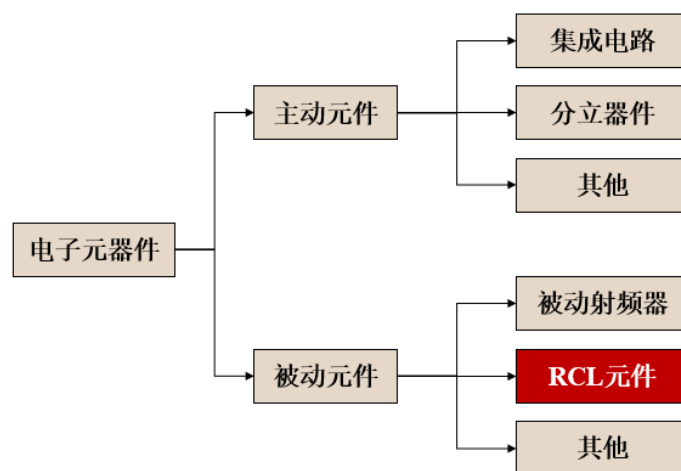 集成电路
主动元件
分立器件
其他
电子元器件
被动射频器
被动元件
RCL元件
其他